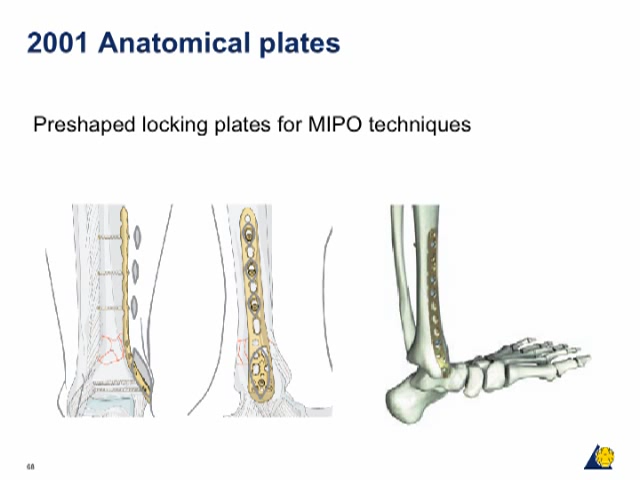 2001 Anatomical plates
Preshaped locking plates for MIPO techniques
68